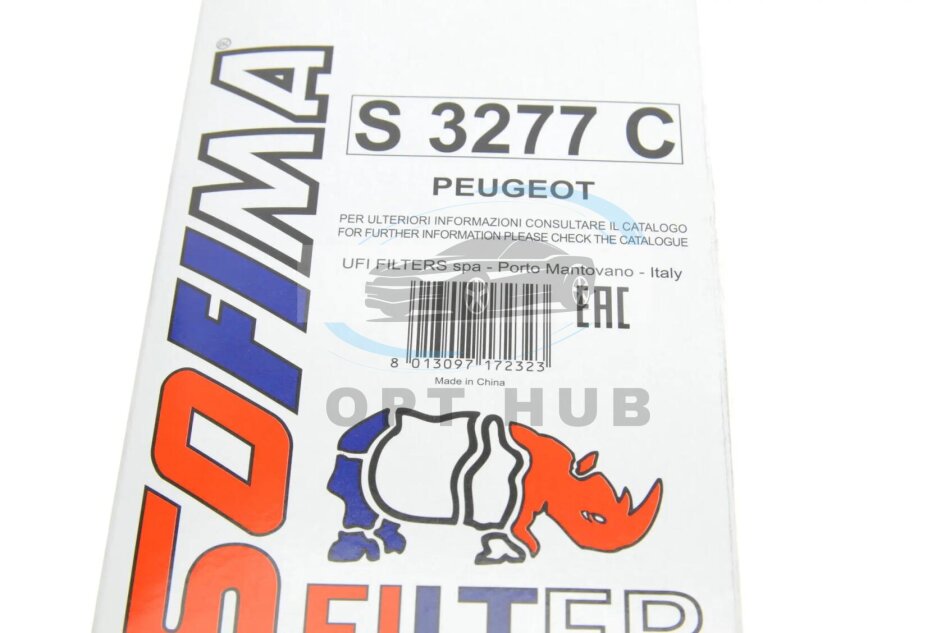 SOFIMA®
S 3277 C
PEUGEOT
PER ULTERIORI INFORMAZIONI CONSULTARE IL CATALOGO
FOR FURTHER INFORMATION PLEASE CHECK THE CATALOGUE
UFI FILTERS spa - Porto Mantovano - Italy
EAC
8 013097 172323
Made in China
OPT HUB
FILTER